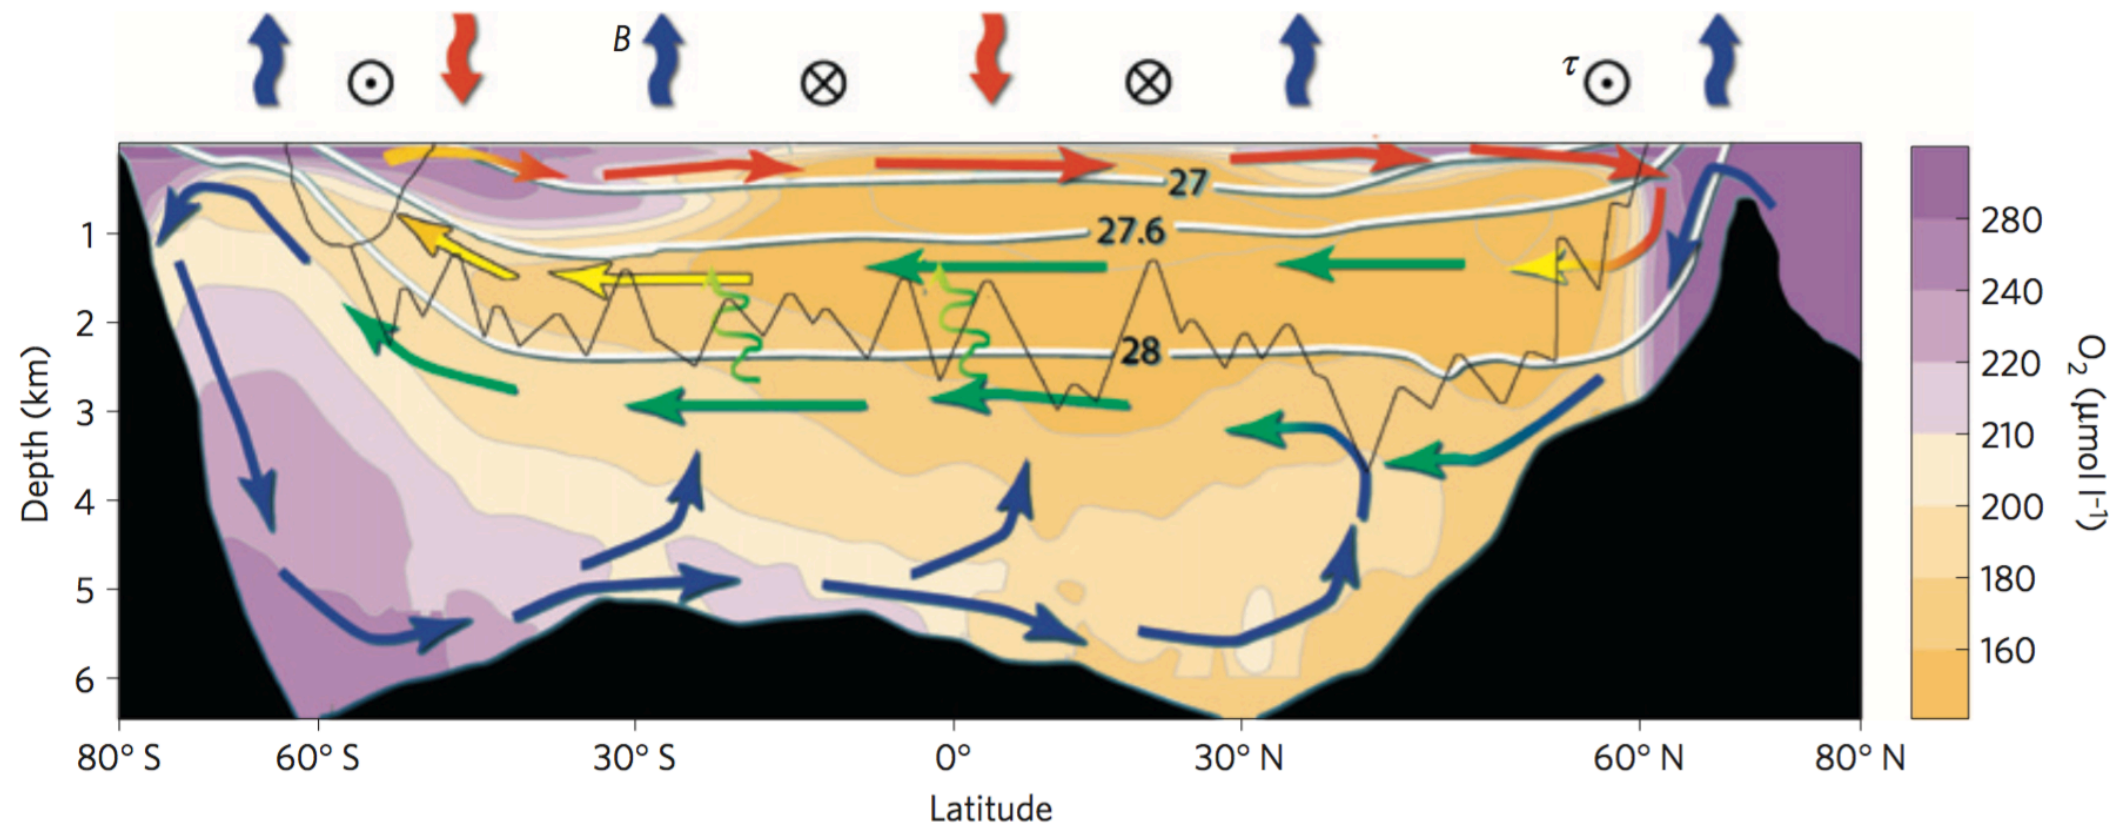 B
τ
27
27.6
28
1
2
3
4
5
6
Depth (km)
80° S
60° S
30° S
0°
30° N
60° N
80° N
Latitude
280
240
220
210
200
180
160
O₂ (μmol l⁻¹)